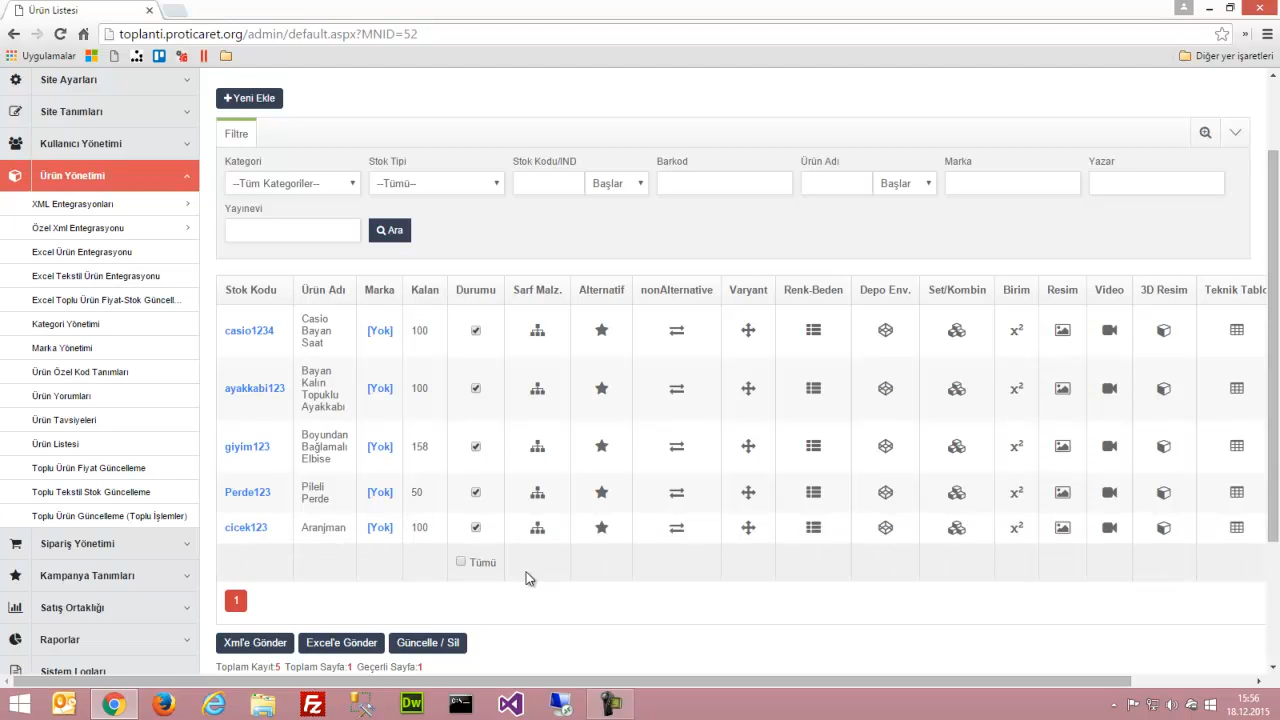 Ürün Listesi
toplanti.proticaret.org/admin/default.aspx?MNID=52
Uygulamalar
Diğer yer işaretleri
Site Ayarları
Site Tanımları
Kullanıcı Yönetimi
Ürün Yönetimi
XML Entegrasyonları
Özel Xml Entegrasyonu
Excel Ürün Entegrasyonu
Excel Tekstil Ürün Entegrasyonu
Excel Toplu Ürün Fiyat-Stok Güncell...
Kategori Yönetimi
Marka Yönetimi
Ürün Özel Kod Tanımları
Ürün Yorumları
Ürün Tavsiyeleri
Ürün Listesi
Toplu Ürün Fiyat Güncelleme
Toplu Tekstil Stok Güncelleme
Toplu Ürün Güncelleme (Toplu İşlemler)
Sipariş Yönetimi
Kampanya Tanımları
Satış Ortaklığı
Raporlar
Sistem Logları
+Yeni Ekle
Filtre
Kategori Stok Tipi Stok Kodu/IND Barkod Ürün Adı Marka Yazar
--Tüm Kategoriler-- --Tümü-- Başlar Başlar
Yayınevi
Ara
Stok Kodu Ürün Adı Marka Kalan Durumu Sarf Malz. Alternatif nonAlternative Varyant Renk-Beden Depo Env. Set/Kombin Birim Resim Video 3D Resim Teknik Tablo
casio1234 Casio Bayan Saat [Yok] 100 x²
ayakkabi123 Bayan Kalın Topuklu Ayakkabı [Yok] 100 x²
giyim123 Boyundan Bağlamalı Elbise [Yok] 158 x²
Perde123 Pileli Perde [Yok] 50 x²
cicek123 Aranjman [Yok] 100 x²
Tümü
1
Xml'e Gönder Excel'e Gönder Güncelle / Sil
Toplam Kayıt:5 Toplam Sayfa:1 Geçerli Sayfa:1
15:56
18.12.2015